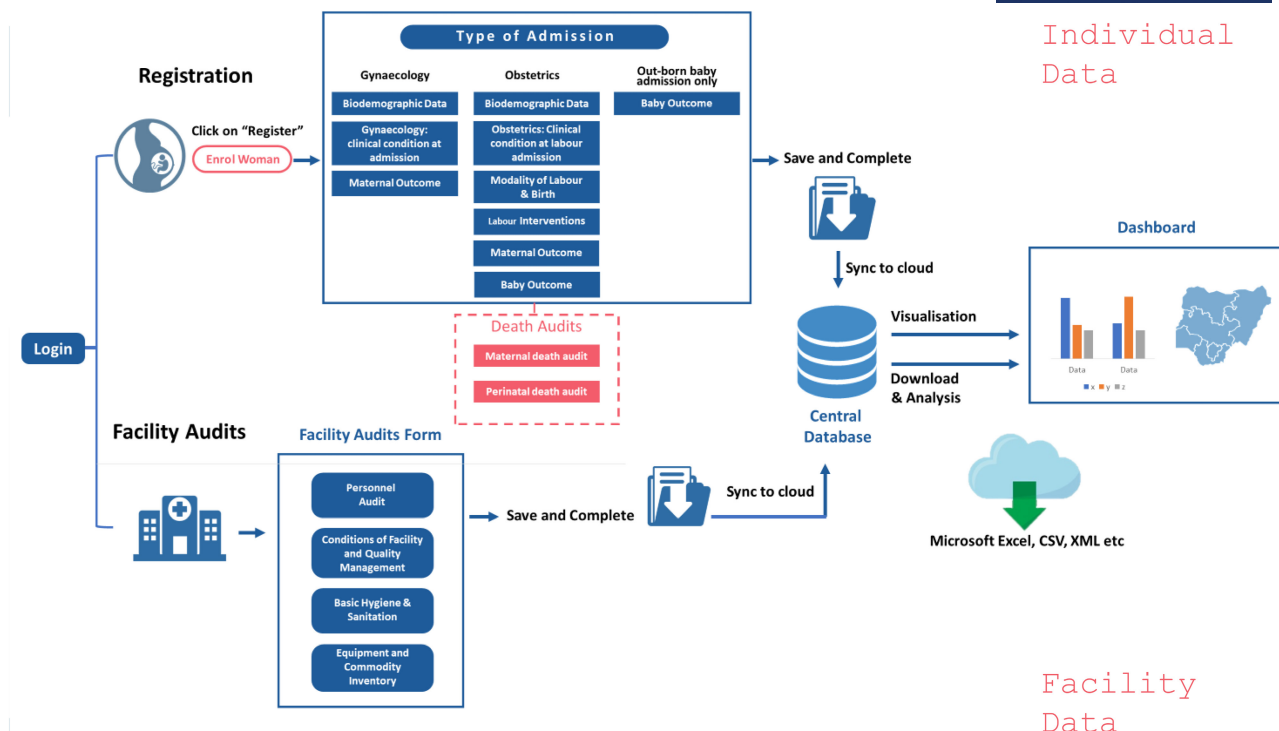 Individual
Data
Type of Admission
Registration
Click on “Register”
Enrol Woman
Gynaecology
Biodemographic Data
Gynaecology:
clinical condition at
admission
Maternal Outcome
Obstetrics
Biodemographic Data
Obstetrics: Clinical
condition at labour
admission
Modality of Labour
& Birth
Labour Interventions
Maternal Outcome
Baby Outcome
Out-born baby
admission only
Baby Outcome
Save and Complete
Sync to cloud
Death Audits
Maternal death audit
Perinatal death audit
Login
Central
Database
Visualisation
Download
& Analysis
Dashboard
Data
Data
x y z
Microsoft Excel, CSV, XML etc
Facility Audits
Facility Audits Form
Personnel
Audit
Conditions of Facility
and Quality
Management
Basic Hygiene &
Sanitation
Equipment and
Commodity
Inventory
Save and Complete
Sync to cloud
Facility
Data